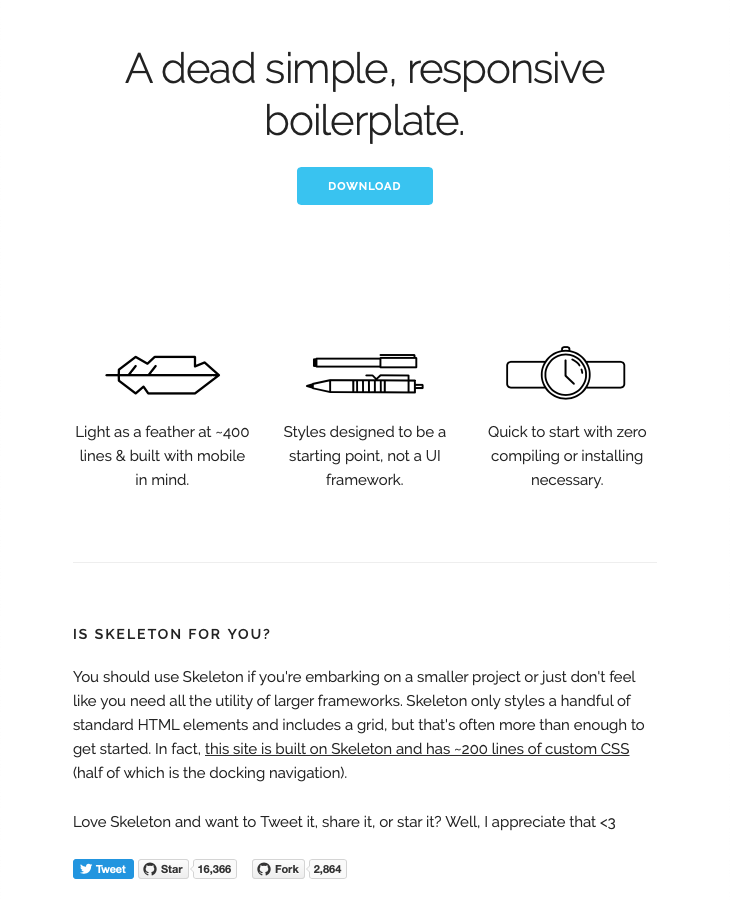 A dead simple, responsive
boilerplate.
DOWNLOAD
Light as a feather at ~400
lines & built with mobile
in mind.
Styles designed to be a
starting point, not a UI
framework.
Quick to start with zero
compiling or installing
necessary.
IS SKELETON FOR YOU?
You should use Skeleton if you're embarking on a smaller project or just don't feel
like you need all the utility of larger frameworks. Skeleton only styles a handful of
standard HTML elements and includes a grid, but that's often more than enough to
get started. In fact, this site is built on Skeleton and has ~200 lines of custom CSS
(half of which is the docking navigation).
Love Skeleton and want to Tweet it, share it, or star it? Well, I appreciate that <3
Tweet Star 16,366 Fork 2,864